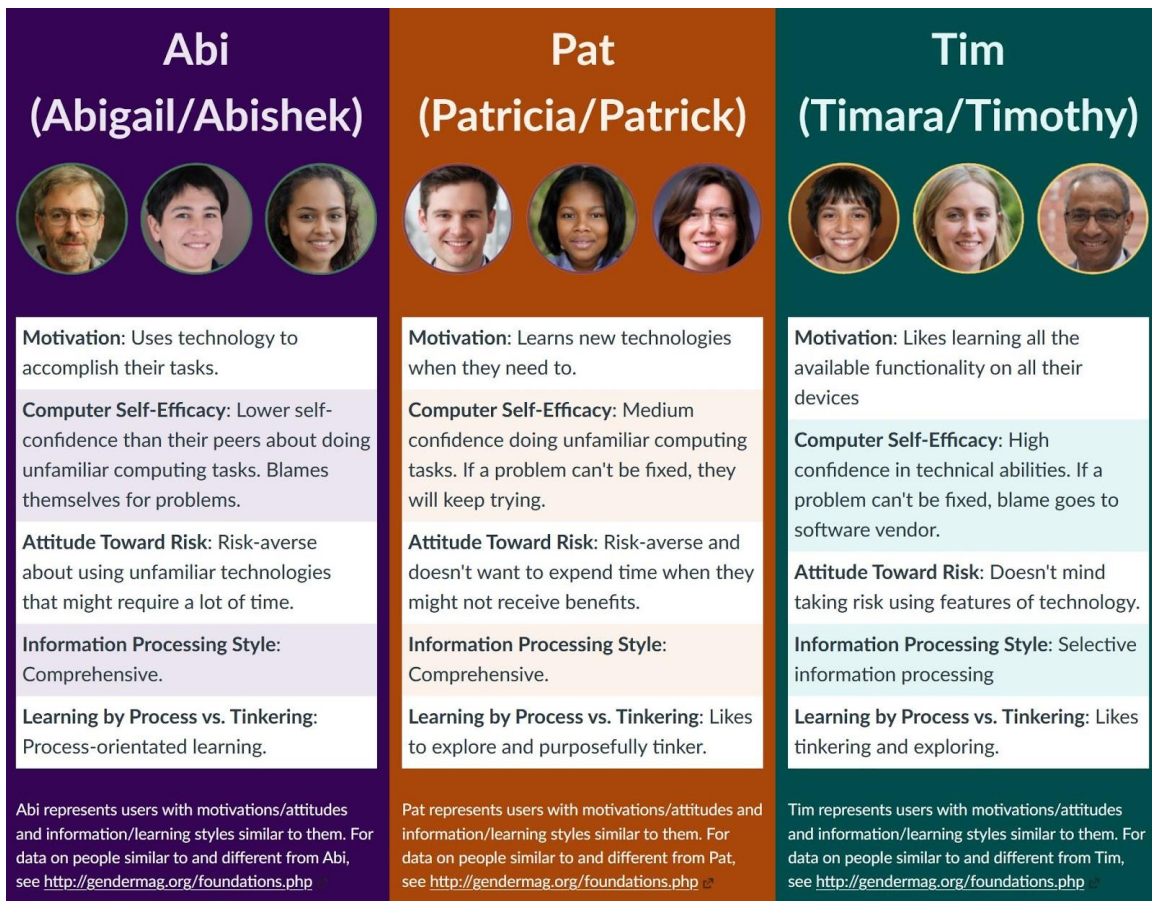 Abi
(Abigail/Abishek)
Motivation: Uses technology to
accomplish their tasks.
Computer Self-Efficacy: Lower self-
confidence than their peers about doing
unfamiliar computing tasks. Blames
themselves for problems.
Attitude Toward Risk: Risk-averse
about using unfamiliar technologies
that might require a lot of time.
Information Processing Style:
Comprehensive.
Learning by Process vs. Tinkering:
Process-orientated learning.
Abi represents users with motivations/attitudes
and information/learning styles similar to them. For
data on people similar to and different from Abi,
see http://gendermag.org/foundations.php
Pat
(Patricia/Patrick)
Motivation: Learns new technologies
when they need to.
Computer Self-Efficacy: Medium
confidence doing unfamiliar computing
tasks. If a problem can't be fixed, they
will keep trying.
Attitude Toward Risk: Risk-averse and
doesn't want to expend time when they
might not receive benefits.
Information Processing Style:
Comprehensive.
Learning by Process vs. Tinkering: Likes
to explore and purposefully tinker.
Pat represents users with motivations/attitudes and
information/learning styles similar to them. For
data on people similar to and different from Pat,
see http://gendermag.org/foundations.php
Tim
(Timara/Timothy)
Motivation: Likes learning all the
available functionality on all their
devices
Computer Self-Efficacy: High
confidence in technical abilities. If a
problem can't be fixed, blame goes to
software vendor.
Attitude Toward Risk: Doesn't mind
taking risk using features of technology.
Information Processing Style: Selective
information processing
Learning by Process vs. Tinkering: Likes
tinkering and exploring.
Tim represents users with motivations/attitudes
and information/learning styles similar to them. For
data on people similar to and different from Tim,
see http://gendermag.org/foundations.php